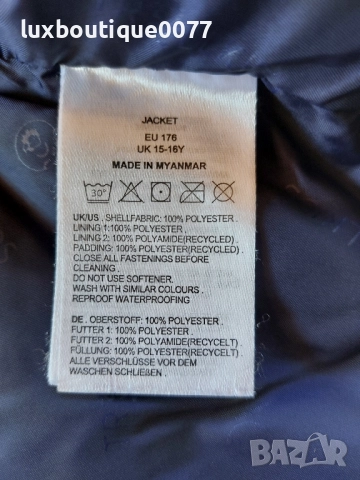 luxboutique0077
JACKET
EU 176
UK 15-16Y
MADE IN MYANMAR
30°
UK/US . SHELLFABRIC: 100% POLYESTER .
LINING 1:100% POLYESTER .
LINING 2: 100% POLYAMIDE(RECYCLED) .
PADDING: 100% POLYESTER(RECYCLED) .
CLOSE ALL FASTENINGS BEFORE
CLEANING .
DO NOT USE SOFTENER.
WASH WITH SIMILAR COLOURS .
REPROOF WATERPROOFING
DE . OBERSTOFF: 100% POLYESTER .
FUTTER 1: 100% POLYESTER .
FUTTER 2: 100% POLYAMIDE(RECYCELT) .
FÜLLUNG: 100% POLYESTER(RECYCELT)
ALLE VERSCHLÜSSE VOR DEM
WASCHEN SCHLIEßEN .
BAZAR